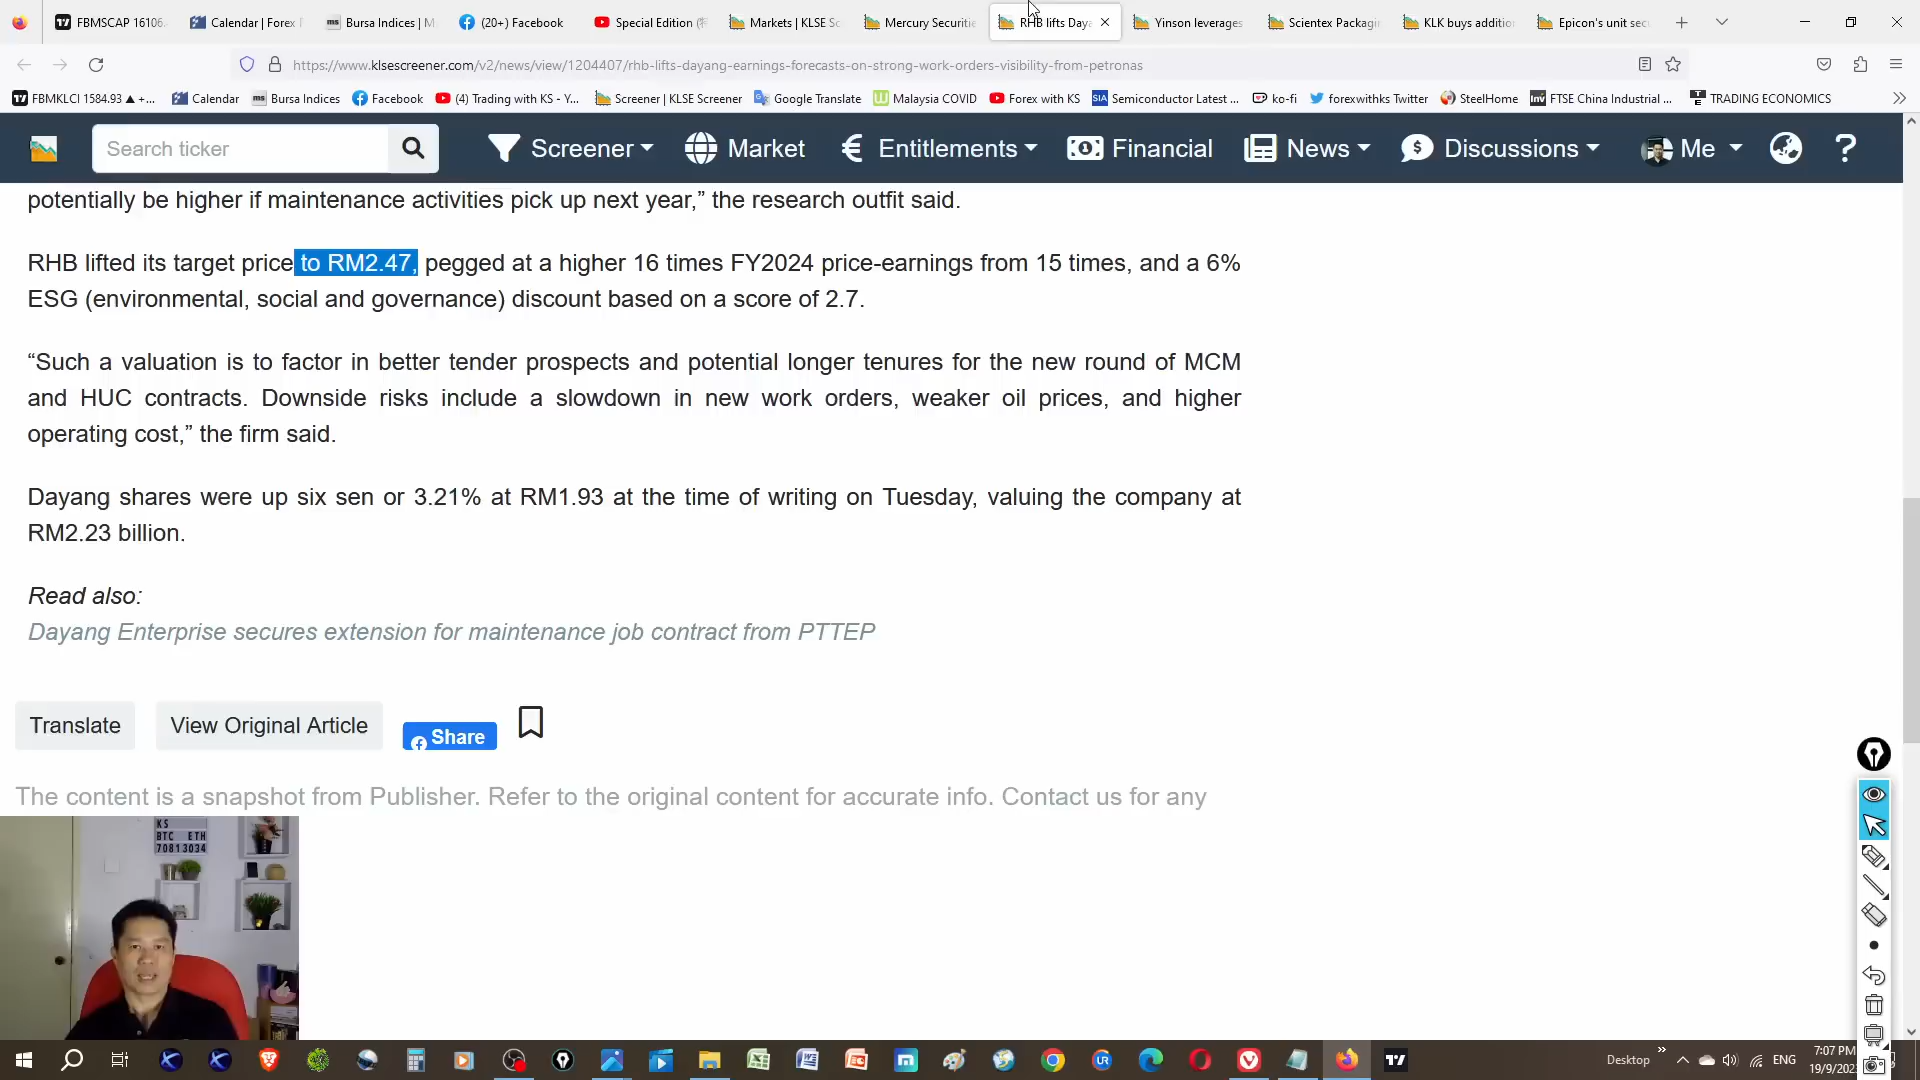 FBMSCAP 16106.
Calendar | Forex
Bursa Indices | M
(20+) Facebook
Special Edition
Markets | KLSE Sc
Mercury Securitie
RHB lifts Daya
Yinson leverages
Scientex Packagi
KLK buys additio
Epicon's unit sec
https://www.klsescreener.com/v2/news/view/1204407/rhb-lifts-dayang-earnings-forecasts-on-strong-work-orders-visibility-from-petronas
FBMKLCI 1584.93 ▲ +...
Calendar
Bursa Indices
Facebook
(4) Trading with KS - Y...
Screener | KLSE Screener
Google Translate
Malaysia COVID
Forex with KS
Semiconductor Latest ...
ko-fi
forexwithks Twitter
SteelHome
FTSE China Industrial ...
TRADING ECONOMICS
Search ticker
Screener
Market
Entitlements
Financial
News
Discussions
Me
?
potentially be higher if maintenance activities pick up next year,” the research outfit said.
RHB lifted its target price to RM2.47, pegged at a higher 16 times FY2024 price-earnings from 15 times, and a 6%
ESG (environmental, social and governance) discount based on a score of 2.7.
“Such a valuation is to factor in better tender prospects and potential longer tenures for the new round of MCM
and HUC contracts. Downside risks include a slowdown in new work orders, weaker oil prices, and higher
operating cost,” the firm said.
Dayang shares were up six sen or 3.21% at RM1.93 at the time of writing on Tuesday, valuing the company at
RM2.23 billion.
Read also:
Dayang Enterprise secures extension for maintenance job contract from PTTEP
Translate
View Original Article
Share
The content is a snapshot from Publisher. Refer to the original content for accurate info. Contact us for any
KS
BTC ETH
70813034
Desktop
ENG
7:07 PM
19/9/202